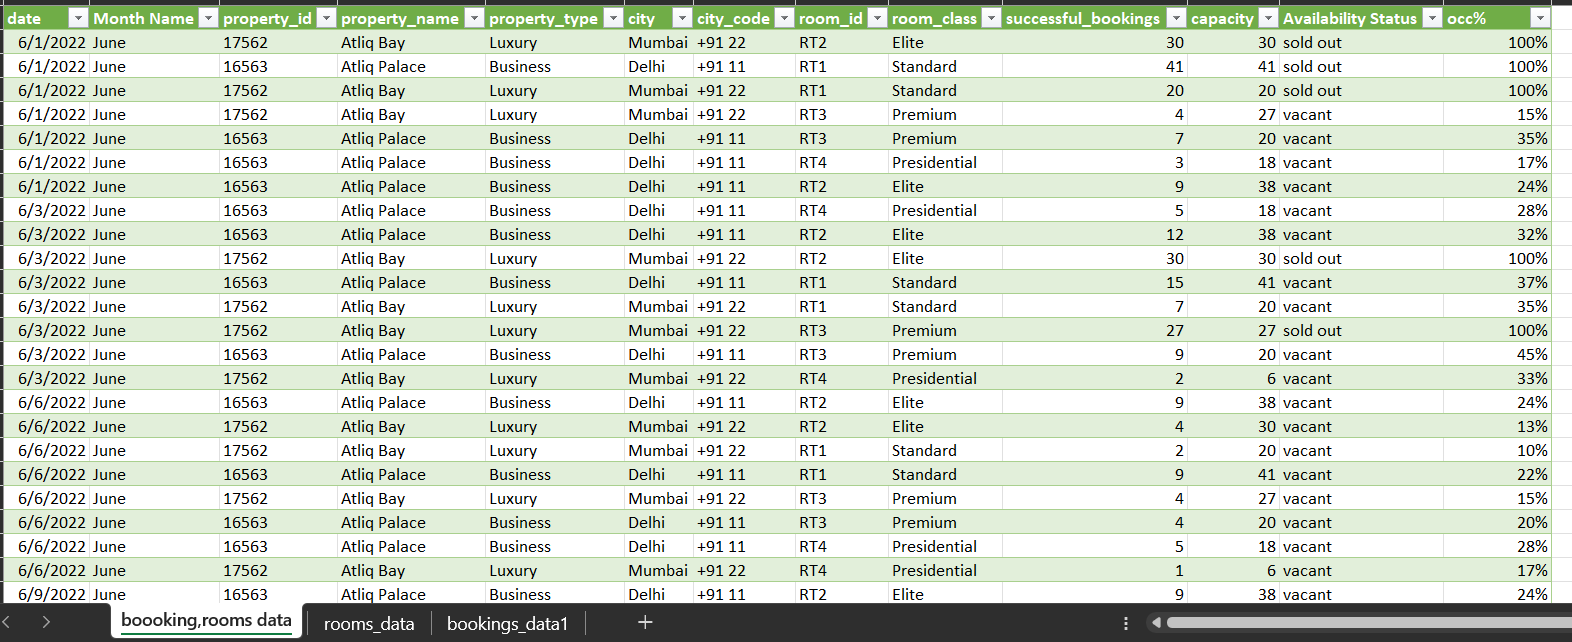 date Month Name property_id property_name property_type city city_code room_id room_class successful_bookings capacity Availability Status occ%
6/1/2022 June 17562 Atliq Bay Luxury Mumbai +91 22 RT2 Elite 30 30 sold out 100%
6/1/2022 June 16563 Atliq Palace Business Delhi +91 11 RT1 Standard 41 41 sold out 100%
6/1/2022 June 17562 Atliq Bay Luxury Mumbai +91 22 RT1 Standard 20 20 sold out 100%
6/1/2022 June 17562 Atliq Bay Luxury Mumbai +91 22 RT3 Premium 4 27 vacant 15%
6/1/2022 June 16563 Atliq Palace Business Delhi +91 11 RT3 Premium 7 20 vacant 35%
6/1/2022 June 16563 Atliq Palace Business Delhi +91 11 RT4 Presidential 3 18 vacant 17%
6/1/2022 June 16563 Atliq Palace Business Delhi +91 11 RT2 Elite 9 38 vacant 24%
6/3/2022 June 16563 Atliq Palace Business Delhi +91 11 RT4 Presidential 5 18 vacant 28%
6/3/2022 June 16563 Atliq Palace Business Delhi +91 11 RT2 Elite 12 38 vacant 32%
6/3/2022 June 17562 Atliq Bay Luxury Mumbai +91 22 RT2 Elite 30 30 sold out 100%
6/3/2022 June 16563 Atliq Palace Business Delhi +91 11 RT1 Standard 15 41 vacant 37%
6/3/2022 June 17562 Atliq Bay Luxury Mumbai +91 22 RT1 Standard 7 20 vacant 35%
6/3/2022 June 17562 Atliq Bay Luxury Mumbai +91 22 RT3 Premium 27 27 sold out 100%
6/3/2022 June 16563 Atliq Palace Business Delhi +91 11 RT3 Premium 9 20 vacant 45%
6/3/2022 June 17562 Atliq Bay Luxury Mumbai +91 22 RT4 Presidential 2 6 vacant 33%
6/6/2022 June 16563 Atliq Palace Business Delhi +91 11 RT2 Elite 9 38 vacant 24%
6/6/2022 June 17562 Atliq Bay Luxury Mumbai +91 22 RT2 Elite 4 30 vacant 13%
6/6/2022 June 17562 Atliq Bay Luxury Mumbai +91 22 RT1 Standard 2 20 vacant 10%
6/6/2022 June 16563 Atliq Palace Business Delhi +91 11 RT1 Standard 9 41 vacant 22%
6/6/2022 June 17562 Atliq Bay Luxury Mumbai +91 22 RT3 Premium 4 27 vacant 15%
6/6/2022 June 16563 Atliq Palace Business Delhi +91 11 RT3 Premium 4 20 vacant 20%
6/6/2022 June 16563 Atliq Palace Business Delhi +91 11 RT4 Presidential 5 18 vacant 28%
6/6/2022 June 17562 Atliq Bay Luxury Mumbai +91 22 RT4 Presidential 1 6 vacant 17%
6/9/2022 June 16563 Atliq Palace Business Delhi +91 11 RT2 Elite 9 38 vacant 24%
boooking,rooms data rooms_data bookings_data1